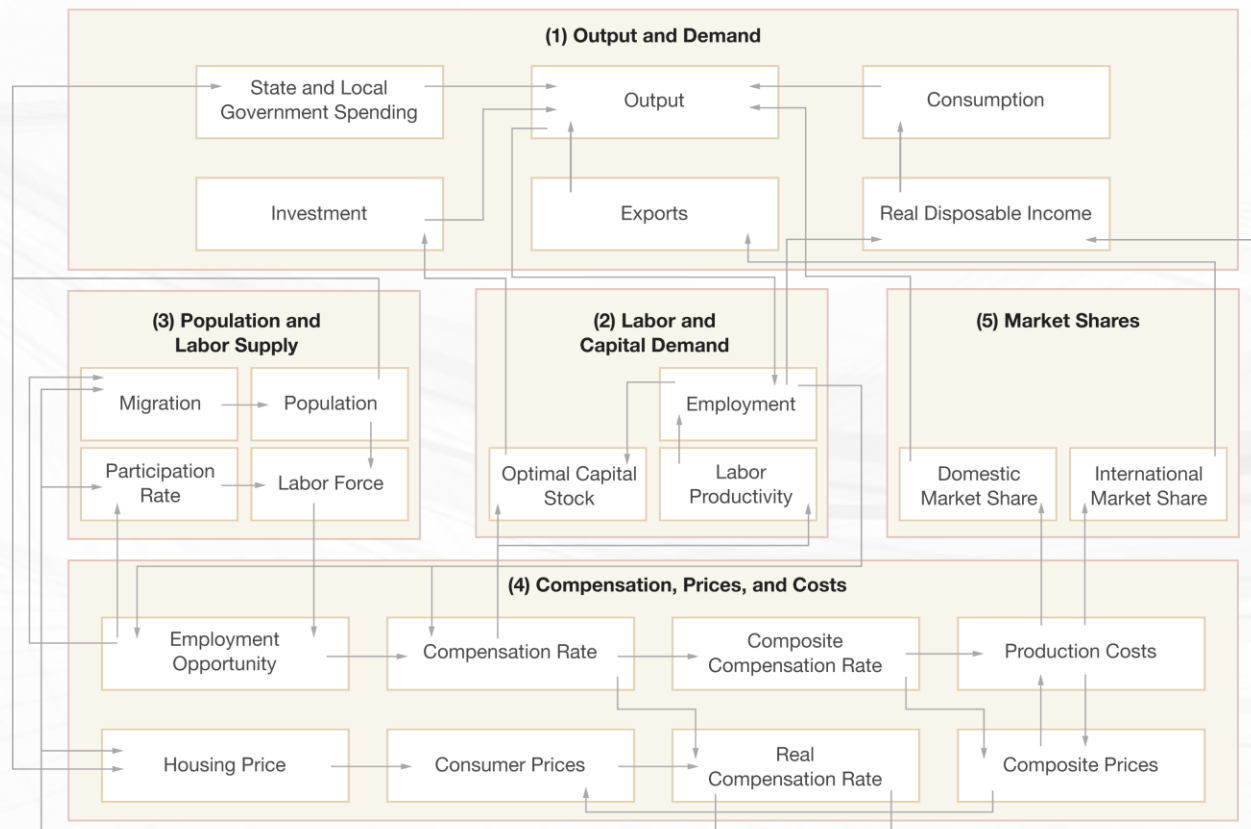 (1) Output and Demand
State and Local
Government Spending
Output
Consumption
Investment
Exports
Real Disposable Income
(3) Population and
Labor Supply
Migration
Population
Participation
Rate
Labor Force
(2) Labor and
Capital Demand
Employment
Optimal Capital
Stock
Labor
Productivity
(5) Market Shares
Domestic
Market Share
International
Market Share
(4) Compensation, Prices, and Costs
Employment
Opportunity
Compensation Rate
Composite
Compensation Rate
Production Costs
Housing Price
Consumer Prices
Real
Compensation Rate
Composite Prices